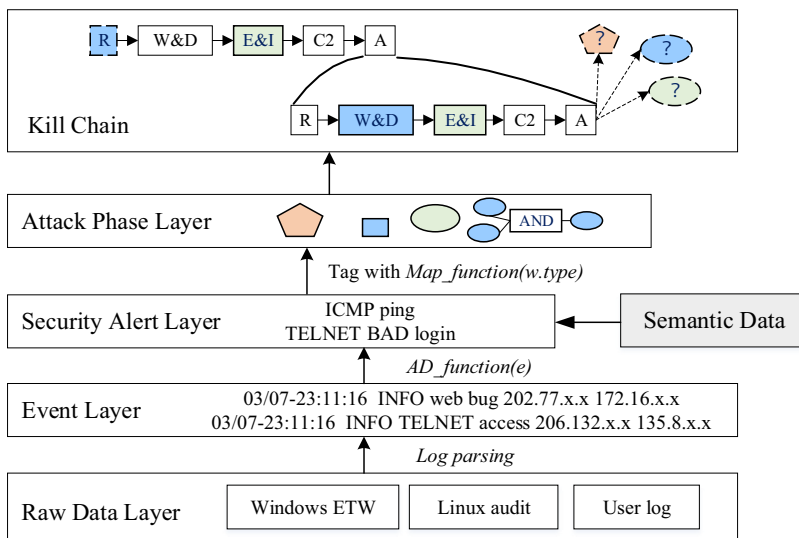 R W&D E&I C2 A ? ? ?
R W&D E&I C2 A
Kill Chain
Attack Phase Layer AND
Tag with Map_function(w.type)
Security Alert Layer
ICMP ping
TELNET BAD login
Semantic Data
AD_function(e)
Event Layer
03/07-23:11:16 INFO web bug 202.77.x.x 172.16.x.x
03/07-23:11:16 INFO TELNET access 206.132.x.x 135.8.x.x
Log parsing
Raw Data Layer Windows ETW Linux audit User log